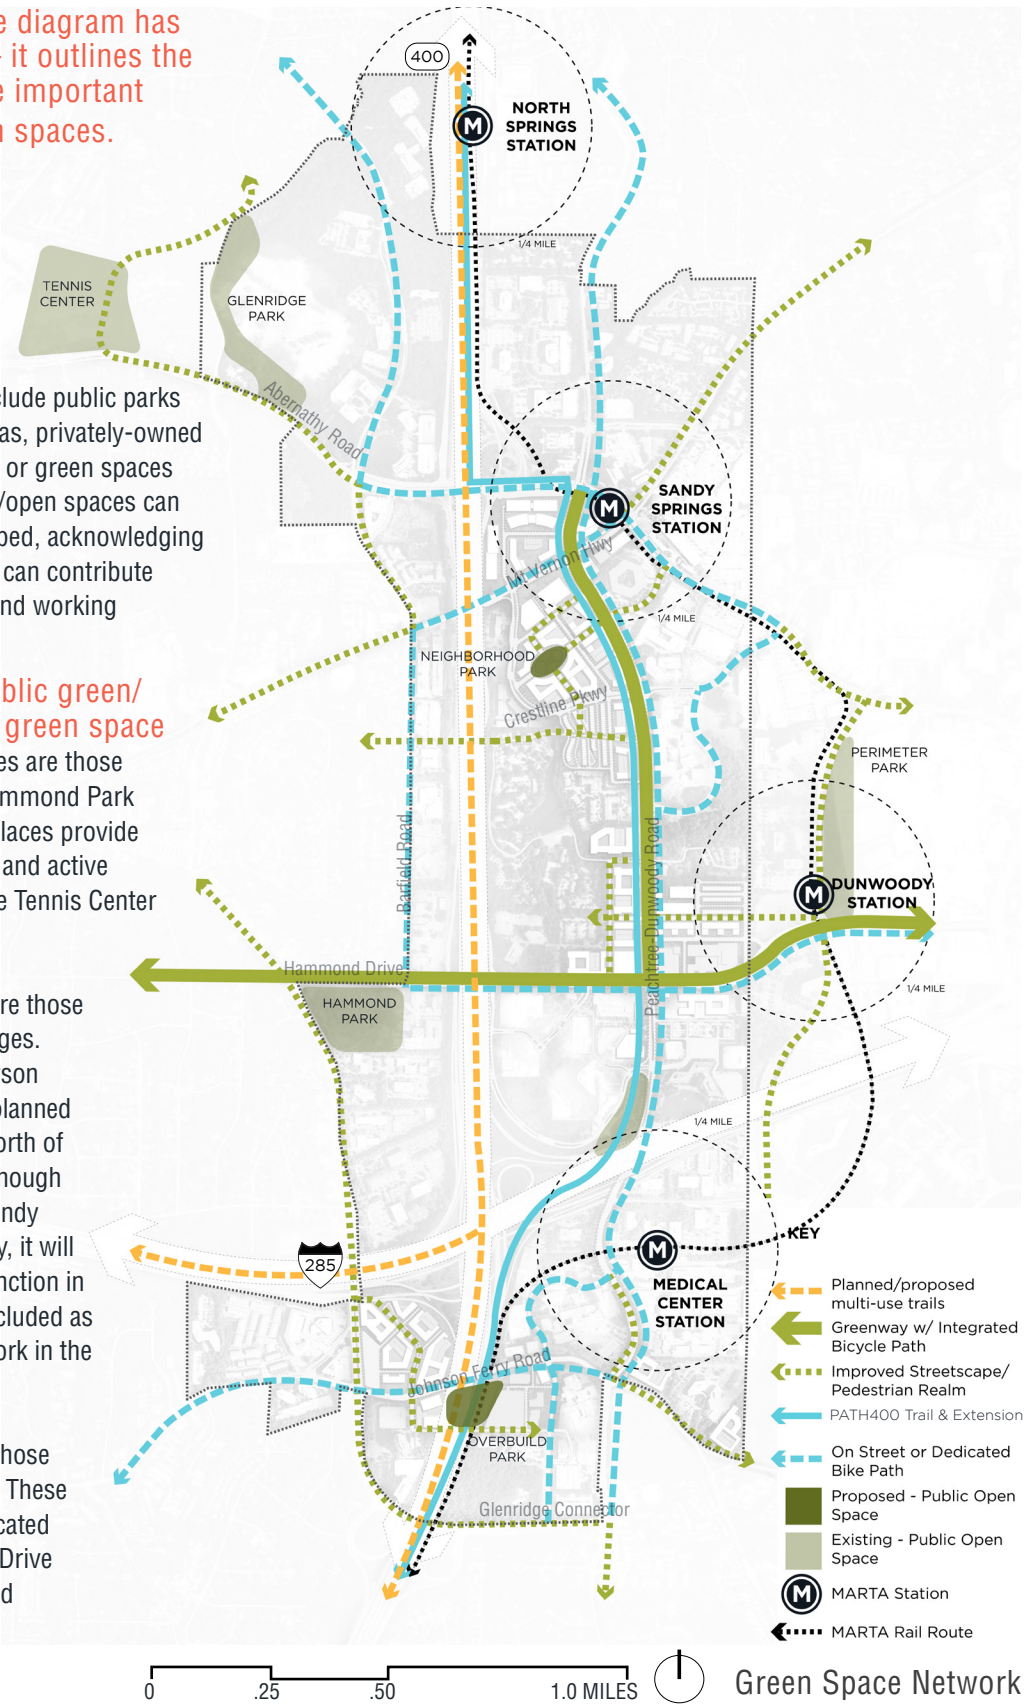 e diagram has
- it outlines the
e important
n spaces.
clude public parks
as, privately-owned
or green spaces
/open spaces can
bed, acknowledging
can contribute
nd working
blic green/
green space
es are those
mmond Park
laces provide
and active
e Tennis Center
re those
ges.
rson
planned
orth of
hough
ndy
y, it will
nction in
cluded as
ork in the
hose
These
cated
Drive
d
400
M
NORTH
SPRINGS
STATION
1/4 MILE
TENNIS
CENTER
GLENRIDGE
PARK
Abernathy Road
M
SANDY
SPRINGS
STATION
Mt Vernon Hwy
1/4 MILE
NEIGHBORHOOD
PARK
Crestline Pkwy
PERIMETER
PARK
Barfield Road
Peachtree-Dunwoody Road
M
DUNWOODY
STATION
Hammond Drive
1/4 MILE
HAMMOND
PARK
1/4 MILE
285
M
MEDICAL
CENTER
STATION
Johnson Ferry Road
OVERBUILD
PARK
Glenridge Connector
KEY
Planned/proposed
multi-use trails
Greenway w/ Integrated
Bicycle Path
Improved Streetscape/
Pedestrian Realm
PATH400 Trail & Extension
On Street or Dedicated
Bike Path
Proposed - Public Open
Space
Existing - Public Open
Space
M
MARTA Station
MARTA Rail Route
0 .25 .50 1.0 MILES
Green Space Network